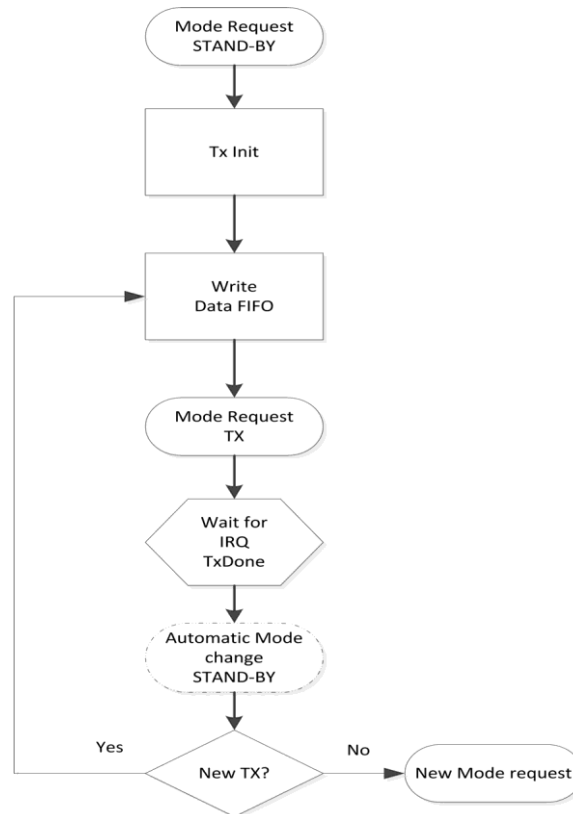 Mode Request
STAND-BY
Tx Init
Write
Data FIFO
Mode Request
TX
Wait for
IRQ
TxDone
Automatic Mode
change
STAND-BY
Yes
New TX?
No
New Mode request